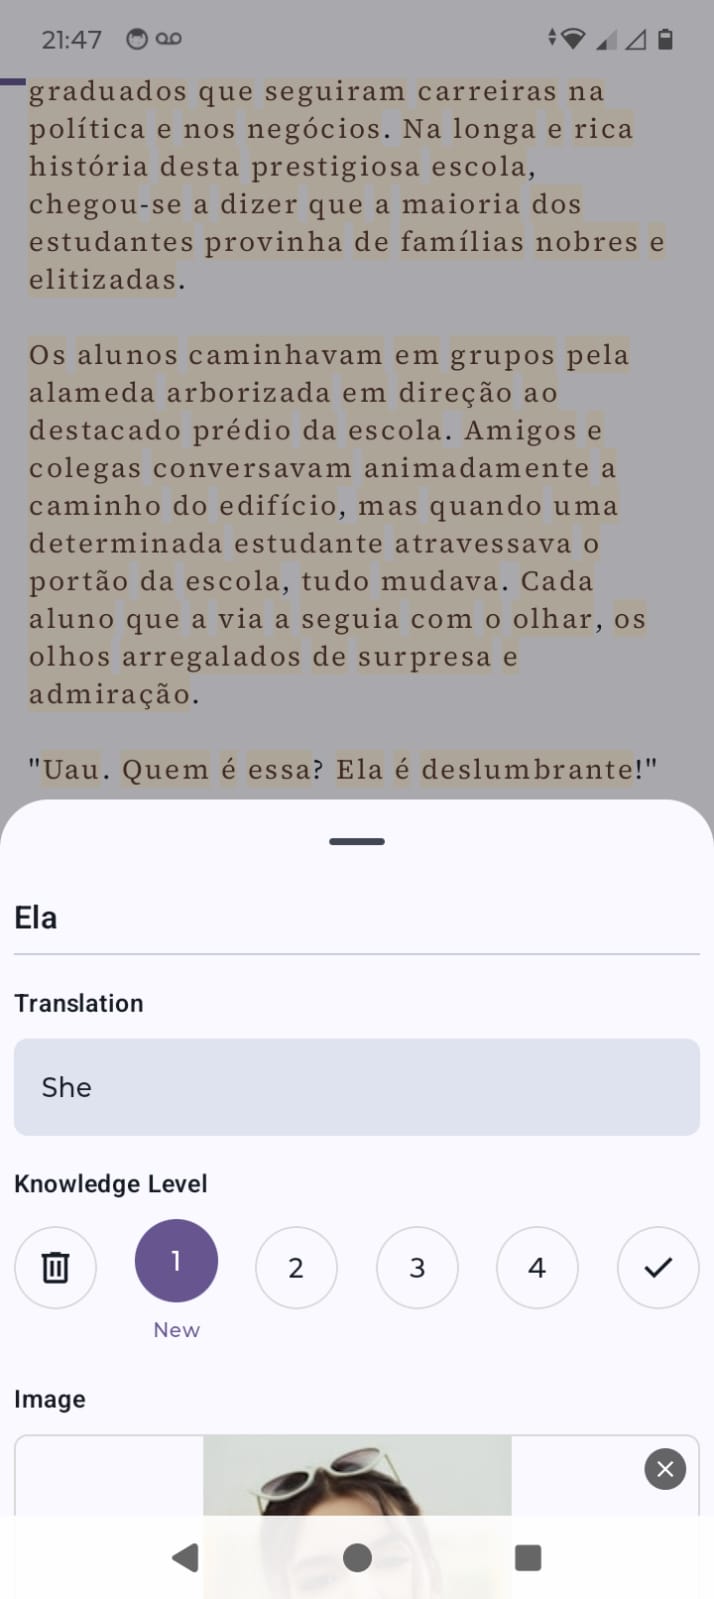 21:47
graduados que seguiram carreiras na
política e nos negócios. Na longa e rica
história desta prestigiosa escola,
chegou-se a dizer que a maioria dos
estudantes provinha de famílias nobres e
elitizadas.
Os alunos caminhavam em grupos pela
alameda arborizada em direção ao
destacado prédio da escola. Amigos e
colegas conversavam animadamente a
caminho do edifício, mas quando uma
determinada estudante atravessava o
portão da escola, tudo mudava. Cada
aluno que a via a seguia com o olhar, os
olhos arregalados de surpresa e
admiração.
"Uau. Quem é essa? Ela é deslumbrante!"
Ela
Translation
She
Knowledge Level
1 2 3 4
New
Image